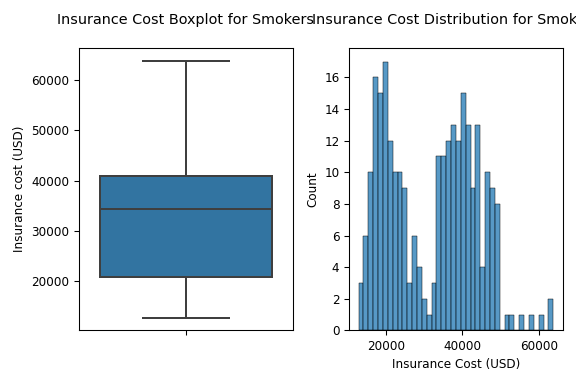 Insurance Cost Boxplot for Smokers
Insurance Cost Distribution for Smok
Insurance cost (USD)
60000
50000
40000
30000
20000
Count
16
14
12
10
8
6
4
2
0
20000 40000 60000
Insurance Cost (USD)